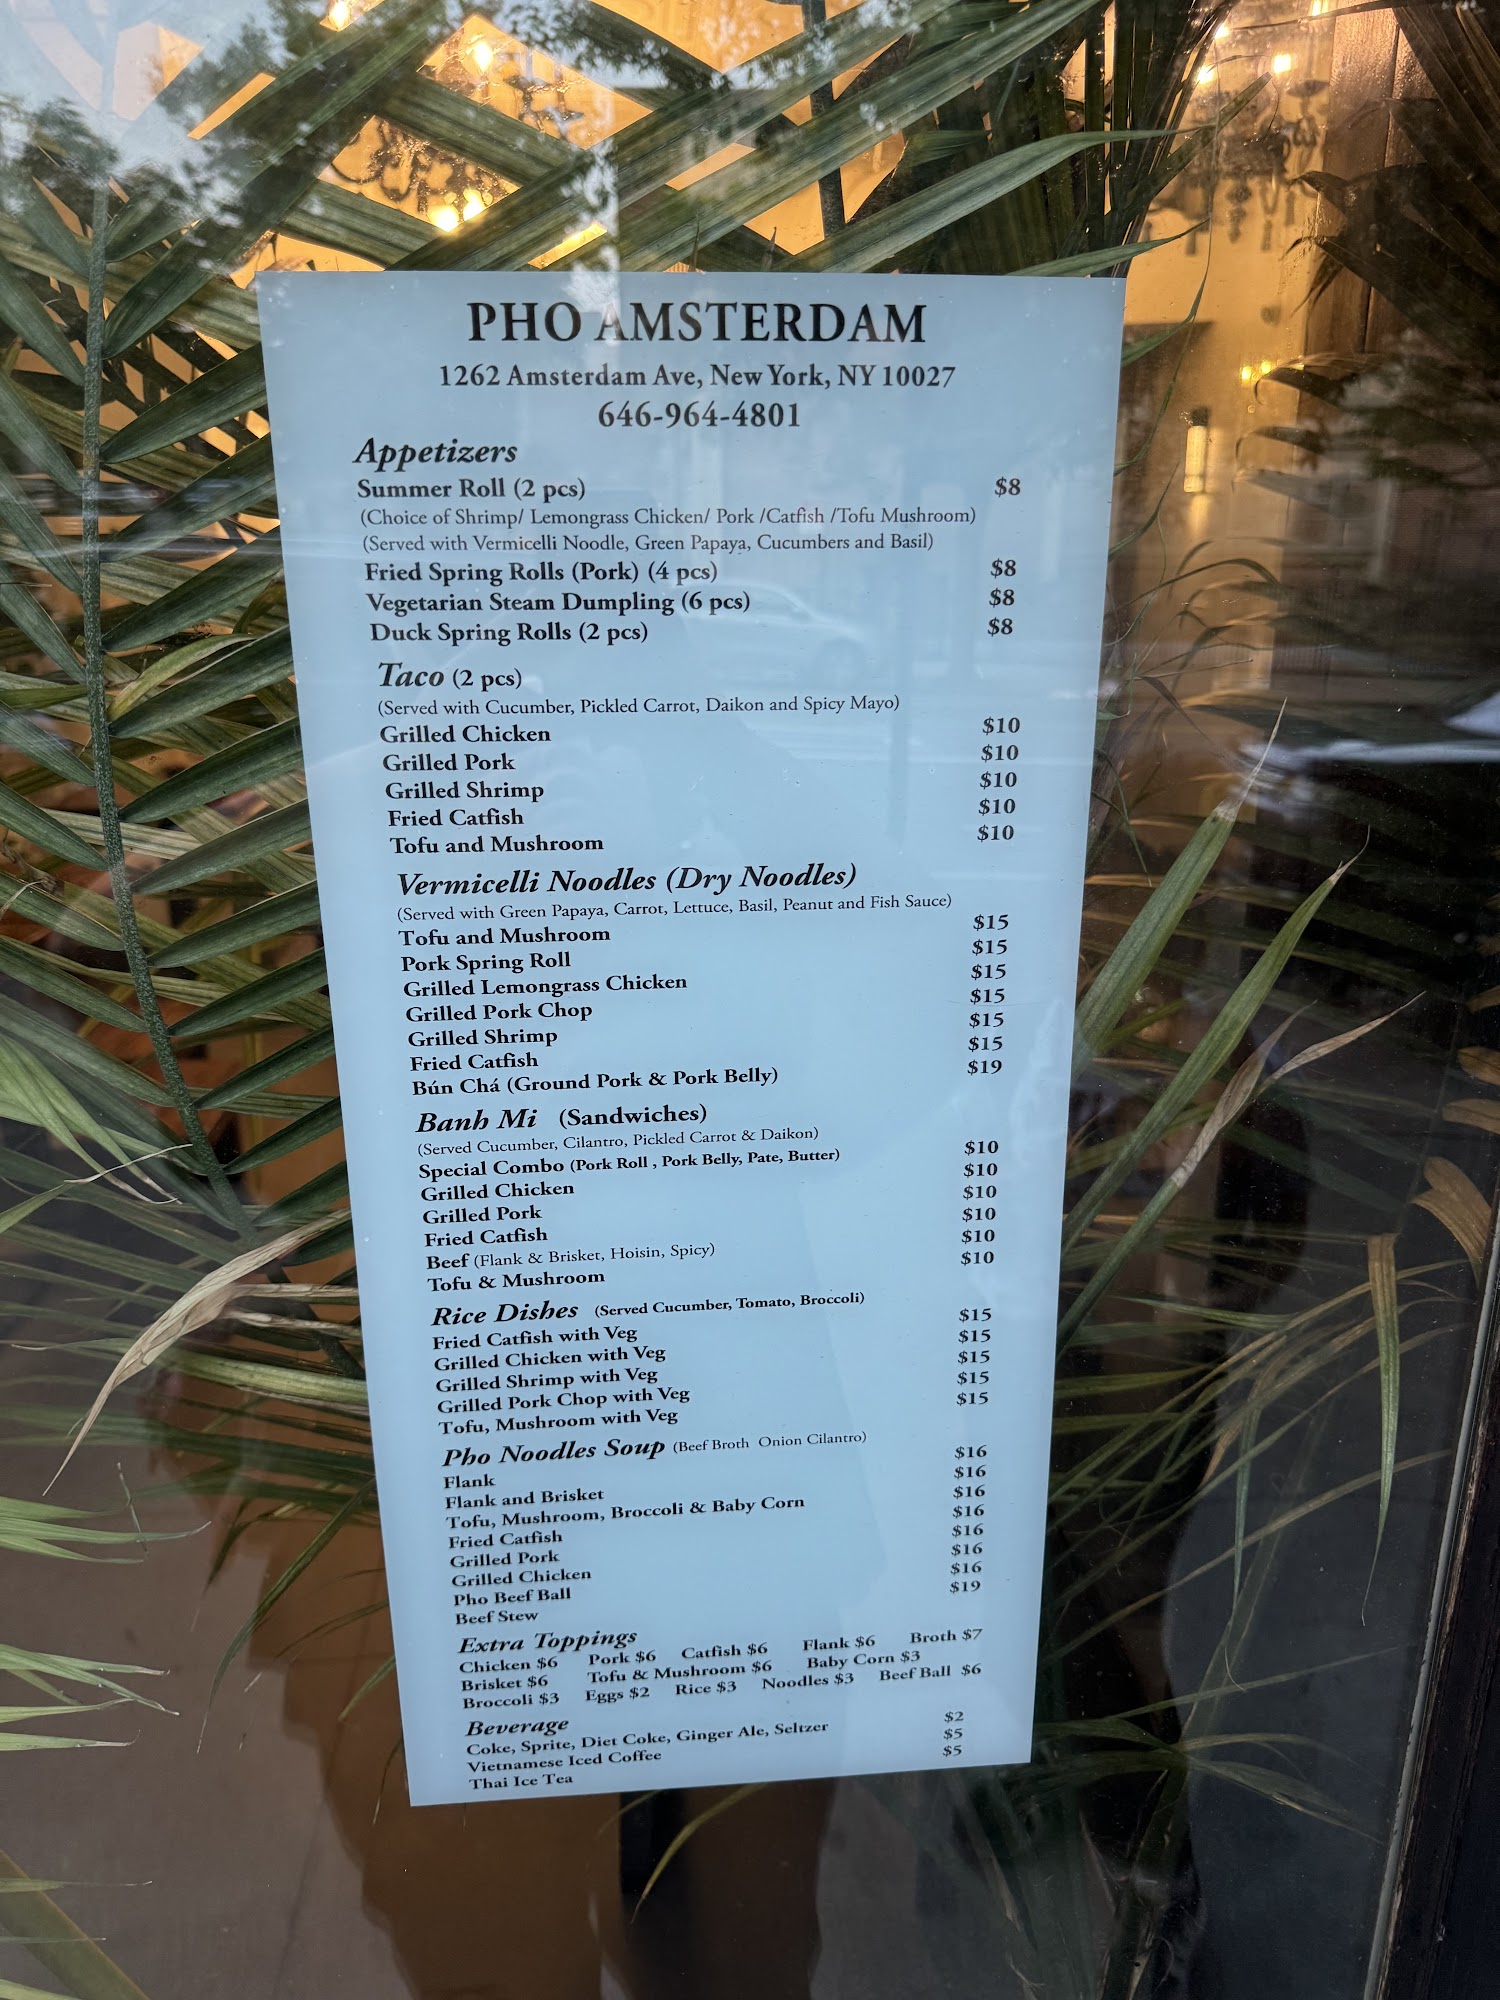 PHO AMSTERDAM
1262 Amsterdam Ave, New York, NY 10027
646-964-4801
Appetizers
Summer Roll (2 pcs) $8
(Choice of Shrimp/ Lemongrass Chicken/ Pork /Catfish /Tofu Mushroom)
(Served with Vermicelli Noodle, Green Papaya, Cucumbers and Basil)
Fried Spring Rolls (Pork) (4 pcs) $8
Vegetarian Steam Dumpling (6 pcs) $8
Duck Spring Rolls (2 pcs) $8
Taco (2 pcs)
(Served with Cucumber, Pickled Carrot, Daikon and Spicy Mayo)
Grilled Chicken $10
Grilled Pork $10
Grilled Shrimp $10
Fried Catfish $10
Tofu and Mushroom $10
Vermicelli Noodles (Dry Noodles)
(Served with Green Papaya, Carrot, Lettuce, Basil, Peanut and Fish Sauce)
Tofu and Mushroom $15
Pork Spring Roll $15
Grilled Lemongrass Chicken $15
Grilled Pork Chop $15
Grilled Shrimp $15
Fried Catfish $15
Bún Chá (Ground Pork & Pork Belly) $19
Banh Mi (Sandwiches)
(Served Cucumber, Cilantro, Pickled Carrot & Daikon)
Special Combo (Pork Roll , Pork Belly, Pate, Butter) $10
Grilled Chicken $10
Grilled Pork $10
Fried Catfish $10
Beef (Flank & Brisket, Hoisin, Spicy) $10
Tofu & Mushroom $10
Rice Dishes (Served Cucumber, Tomato, Broccoli)
Fried Catfish with Veg $15
Grilled Chicken with Veg $15
Grilled Shrimp with Veg $15
Grilled Pork Chop with Veg $15
Tofu, Mushroom with Veg $15
Pho Noodles Soup (Beef Broth Onion Cilantro)
Flank $16
Flank and Brisket $16
Tofu, Mushroom, Broccoli & Baby Corn $16
Fried Catfish $16
Grilled Pork $16
Grilled Chicken $16
Pho Beef Ball $16
Beef Stew $19
Extra Toppings
Chicken $6 Pork $6 Catfish $6 Flank $6 Broth $7
Brisket $6 Tofu & Mushroom $6 Baby Corn $3
Broccoli $3 Eggs $2 Rice $3 Noodles $3 Beef Ball $6
Beverage
Coke, Sprite, Diet Coke, Ginger Ale, Seltzer $2
Vietnamese Iced Coffee $5
Thai Ice Tea $5